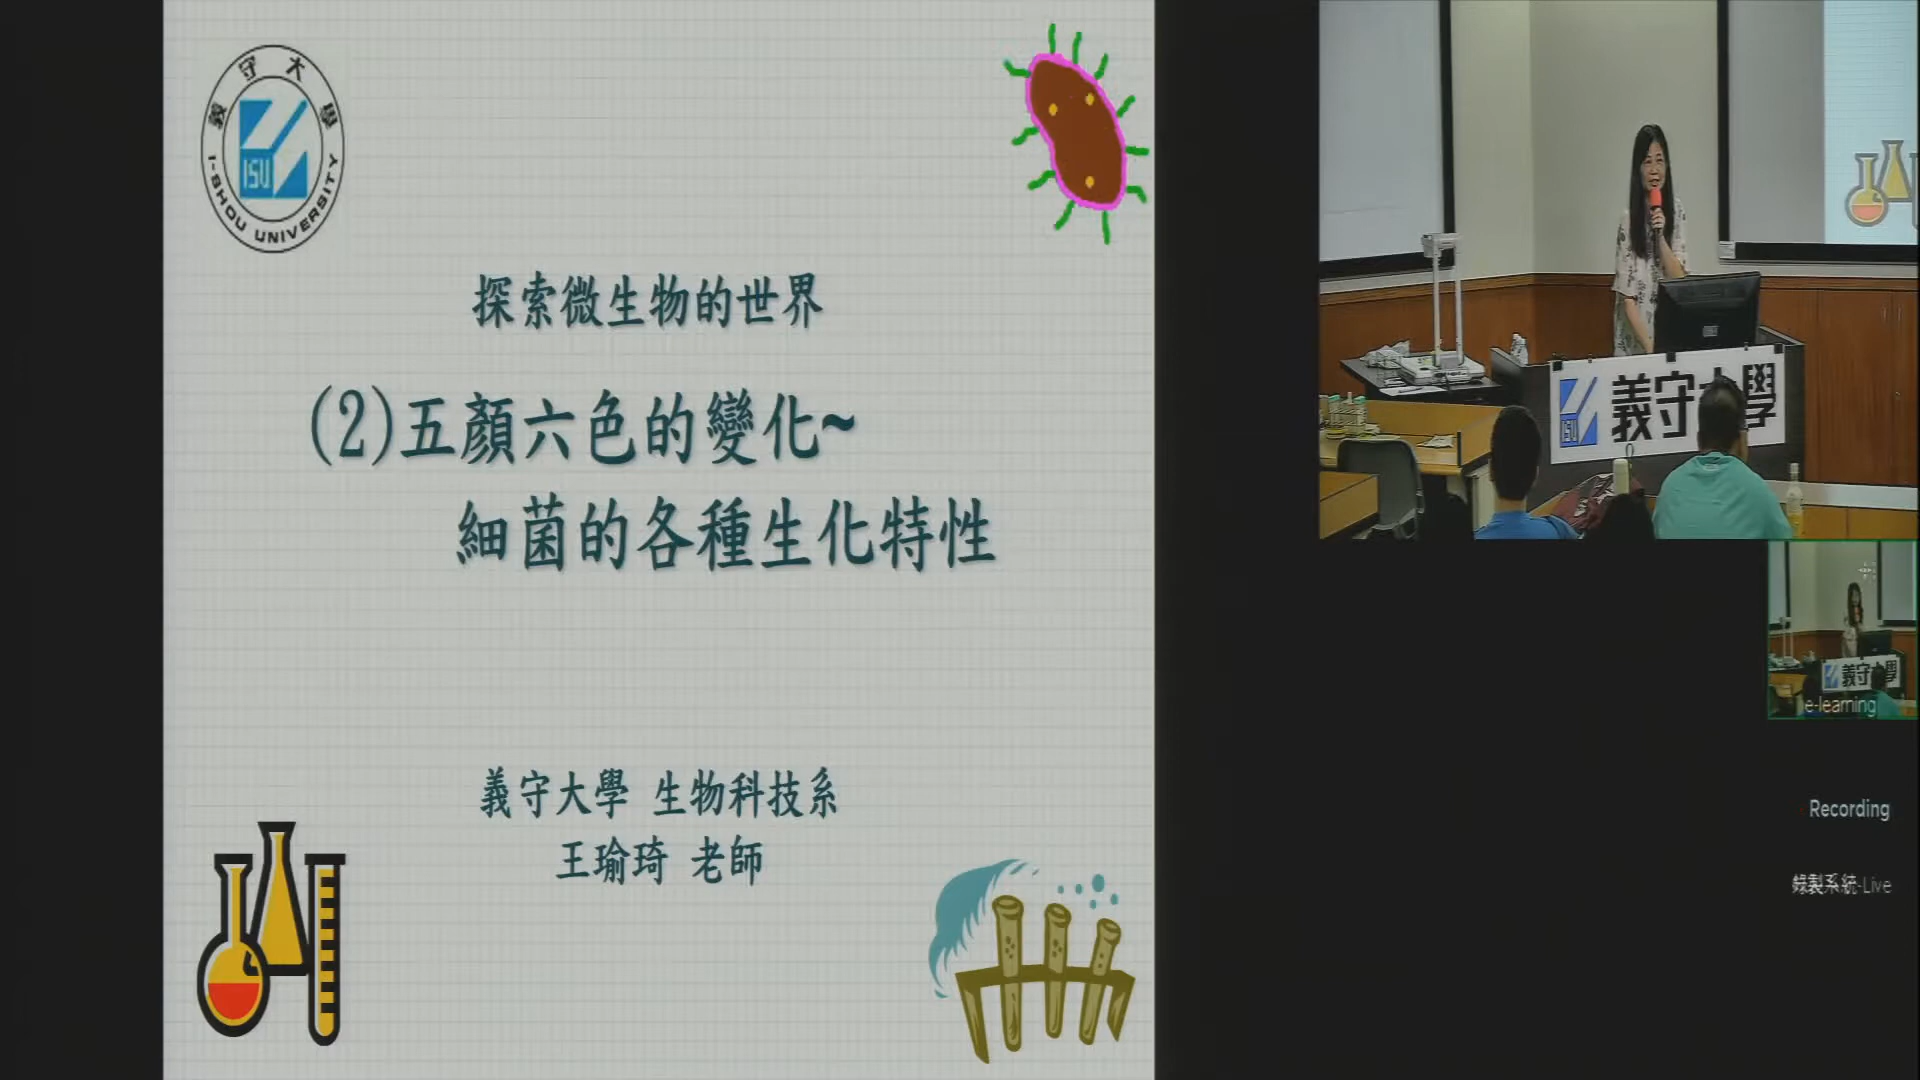 義守大學
I-SHOU UNIVERSITY
ISU
探索微生物的世界
(2)五顏六色的變化~
細菌的各種生化特性
義守大學 生物科技系
王瑜琦 老師
ISU 義守大學
義守大學
e-learning
Recording
錄製系統-Live